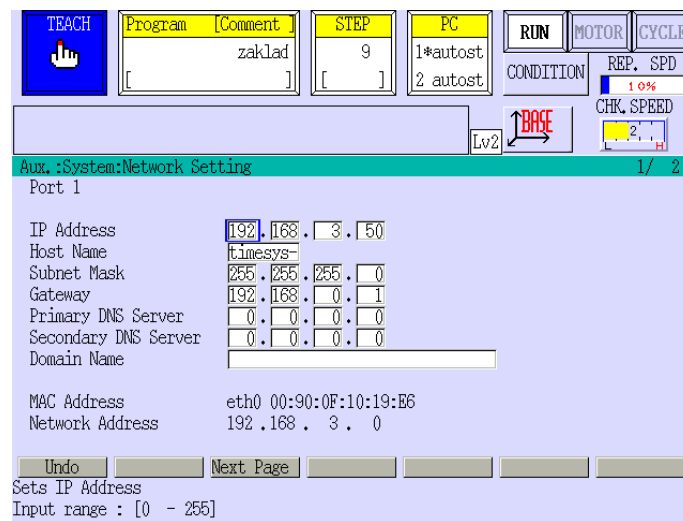 TEACH
Program [Comment ]
zaklad
[ ]
STEP
9
[ ]
PC
1*autost
2 autost
RUN
MOTOR
CYCLE
CONDITION
REP. SPD
10%
CHK.SPEED
2
L H
Lv2
BASE
Aux.:System:Network Setting 1/ 2
Port 1
IP Address 192.168. 3. 50
Host Name timesys-
Subnet Mask 255.255.255. 0
Gateway 192.168. 0. 1
Primary DNS Server 0. 0. 0. 0
Secondary DNS Server 0. 0. 0. 0
Domain Name
MAC Address eth0 00:90:0F:10:19:E6
Network Address 192.168. 3. 0
Undo Next Page
Sets IP Address
Input range : [0 - 255]